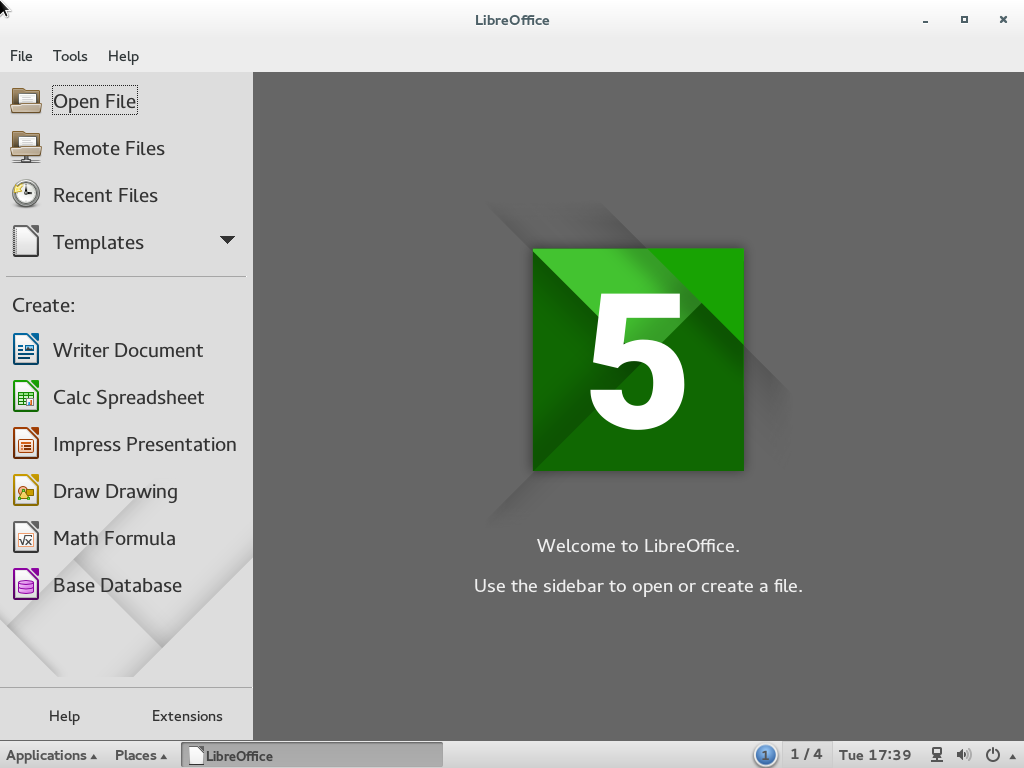 LibreOffice
File Tools Help
Open File
Remote Files
Recent Files
Templates
Create:
Writer Document
Calc Spreadsheet
Impress Presentation
Draw Drawing
Math Formula
Base Database
5
Welcome to LibreOffice.
Use the sidebar to open or create a file.
Help Extensions
Applications Places LibreOffice 1 1 / 4 Tue 17:39